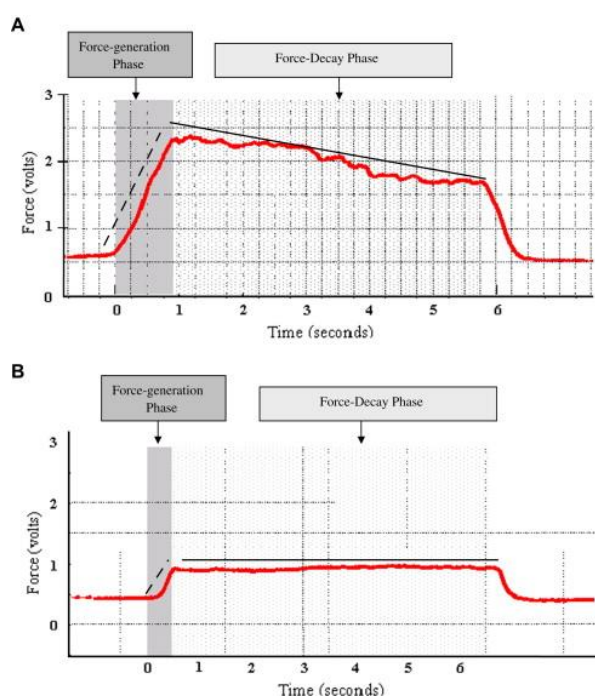 A
Force-generation
Phase
Force-Decay Phase
3
2
1
0
Force (volts)
0 1 2 3 4 5 6
Time (seconds)
B
Force-generation
Phase
Force-Decay Phase
3
2
1
0
Force (volts)
0 1 2 3 4 5 6
Time (seconds)